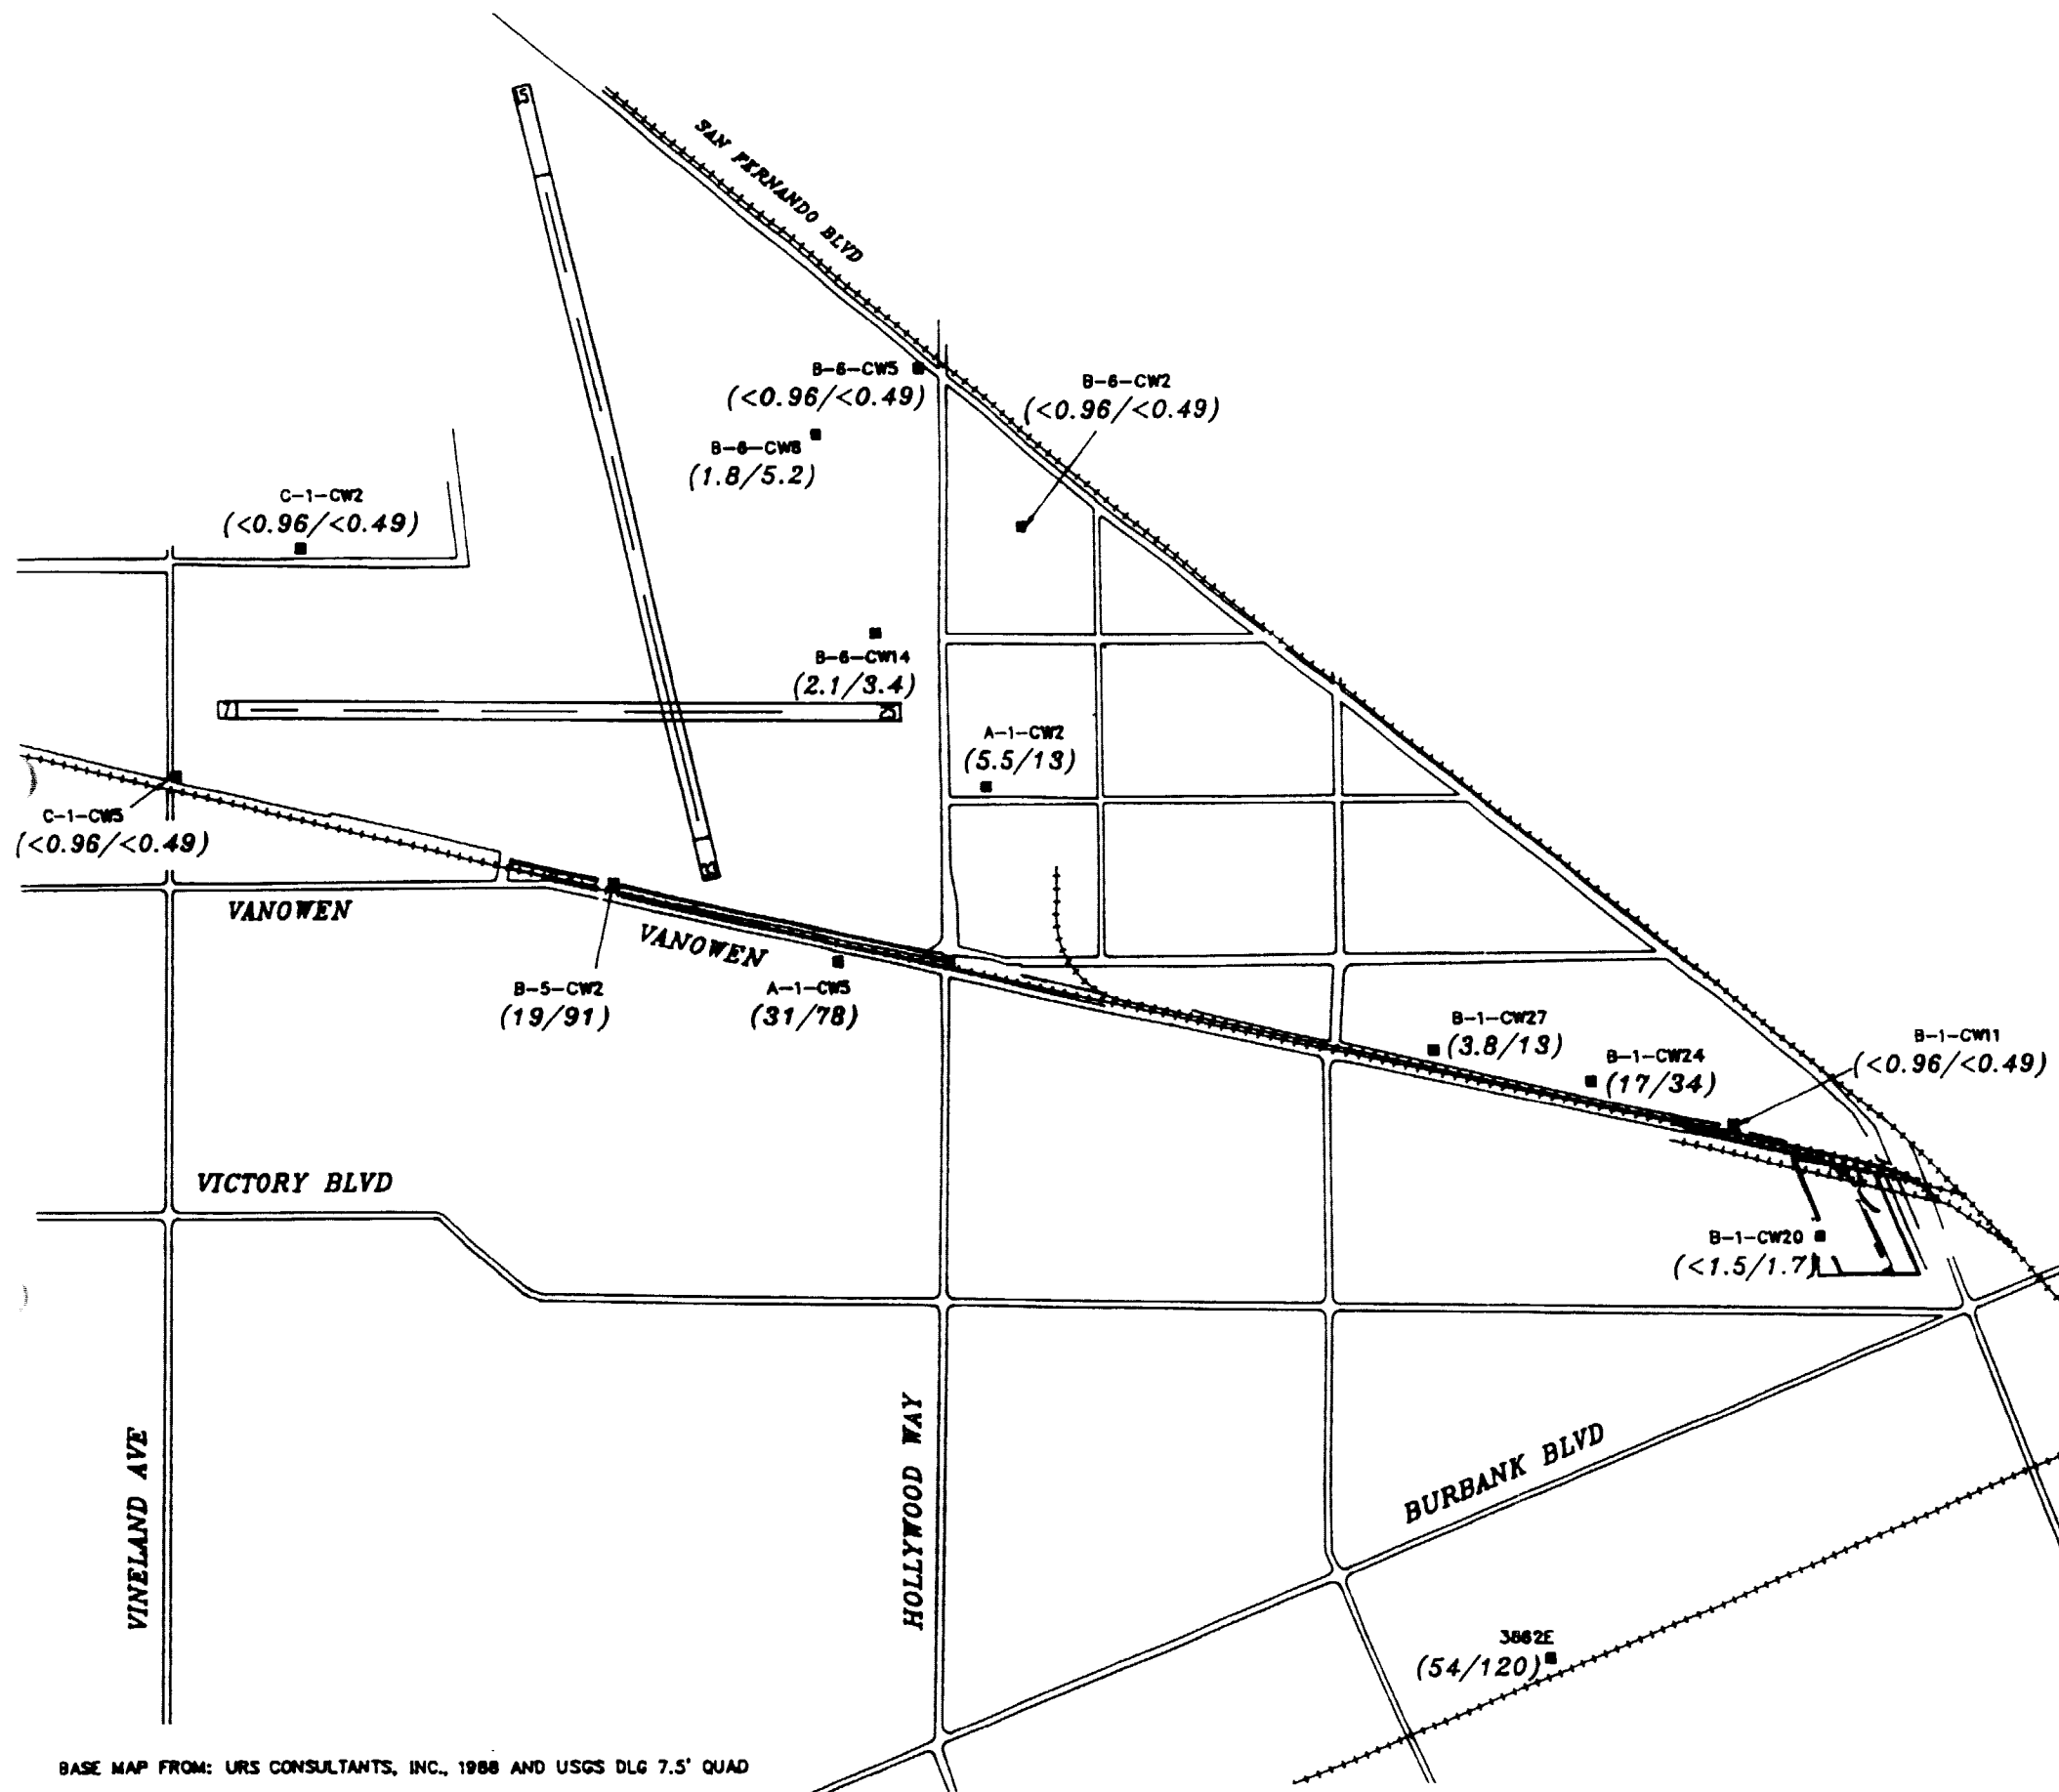 15
SAN FERNANDO BLVD
B-6-CW5
(<0.96/<0.49)
B-6-CW2
(<0.96/<0.49)
B-6-CW8
(1.8/5.2)
C-1-CW2
(<0.96/<0.49)
B-6-CW14
(2.1/3.4)
7
25
A-1-CW2
(5.5/13)
C-1-CW5
(<0.96/<0.49)
33
VANOWEN
VANOWEN
B-5-CW2
(19/91)
A-1-CW5
(31/78)
B-1-CW27
(3.8/13)
B-1-CW24
(17/34)
B-1-CW11
(<0.96/<0.49)
VICTORY BLVD
B-1-CW20
(<1.5/1.7)
VINELAND AVE
HOLLYWOOD WAY
BURBANK BLVD
3862E
(54/120)
BASE MAP FROM: URS CONSULTANTS, INC., 1988 AND USGS DLG 7.5' QUAD